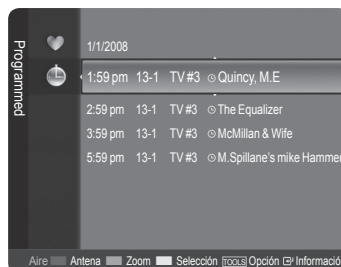 Programmed
1/1/2008
1:59 pm 13-1 TV #3 Quincy, M.E
2:59 pm 13-1 TV #3 The Equalizer
3:59 pm 13-1 TV #3 McMillan & Wife
5:59 pm 13-1 TV #3 M.Spillane's mike Hammer
Aire Antena Zoom Selección TOOLS Opción Informació